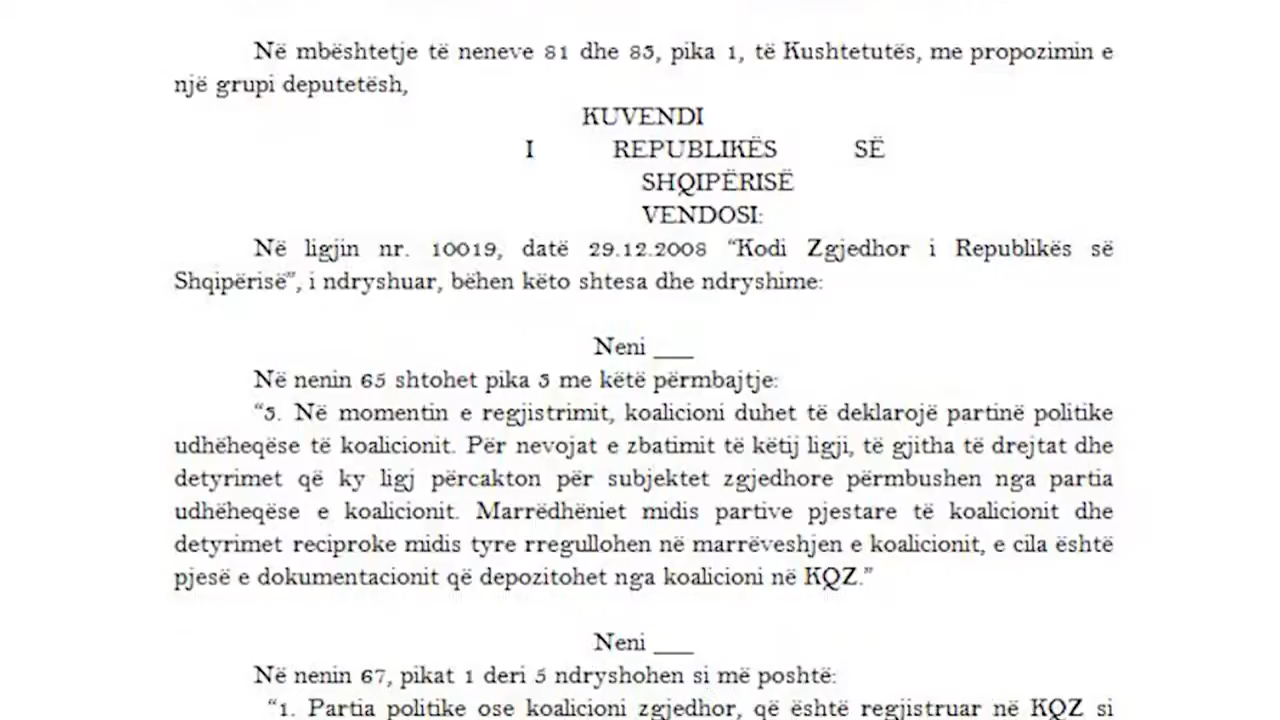 Në mbështetje të neneve 81 dhe 83, pika 1, të Kushtetutës, me propozimin e
një grupi deputetësh,
KUVENDI
I REPUBLIKËS SË
SHQIPËRISË
VENDOSI:
Në ligjin nr. 10019, datë 29.12.2008 “Kodi Zgjedhor i Republikës së
Shqipërisë”, i ndryshuar, bëhen këto shtesa dhe ndryshime:
Neni ___
Në nenin 65 shtohet pika 3 me këtë përmbajtje:
“3. Në momentin e regjistrimit, koalicioni duhet të deklarojë partinë politike
udhëheqëse të koalicionit. Për nevojat e zbatimit të këtij ligji, të gjitha të drejtat dhe
detyrimet që ky ligj përcakton për subjektet zgjedhore përmbushen nga partia
udhëheqëse e koalicionit. Marrëdhëniet midis partive pjestare të koalicionit dhe
detyrimet reciproke midis tyre rregullohen në marrëveshjen e koalicionit, e cila është
pjesë e dokumentacionit që depozitohet nga koalicioni në KQZ.”
Neni ___
Në nenin 67, pikat 1 deri 5 ndryshohen si më poshtë:
“1. Partia politike ose koalicioni zgjedhor, që është regjistruar në KQZ si